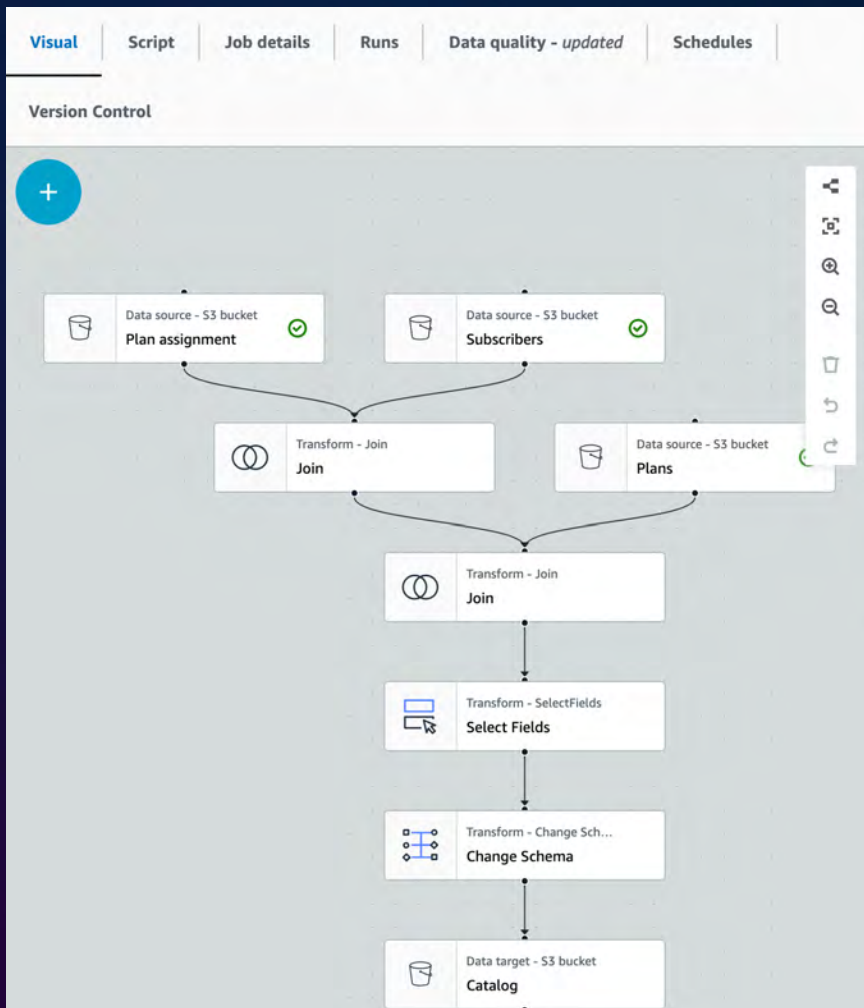 Visual
Script
Job details
Runs
Data quality - updated
Schedules
Version Control
+
Data source - S3 bucket
Plan assignment
Data source - S3 bucket
Subscribers
Transform - Join
Join
Data source - S3 bucket
Plans
Transform - Join
Join
Transform - SelectFields
Select Fields
Transform - Change Sch...
Change Schema
Data target - S3 bucket
Catalog